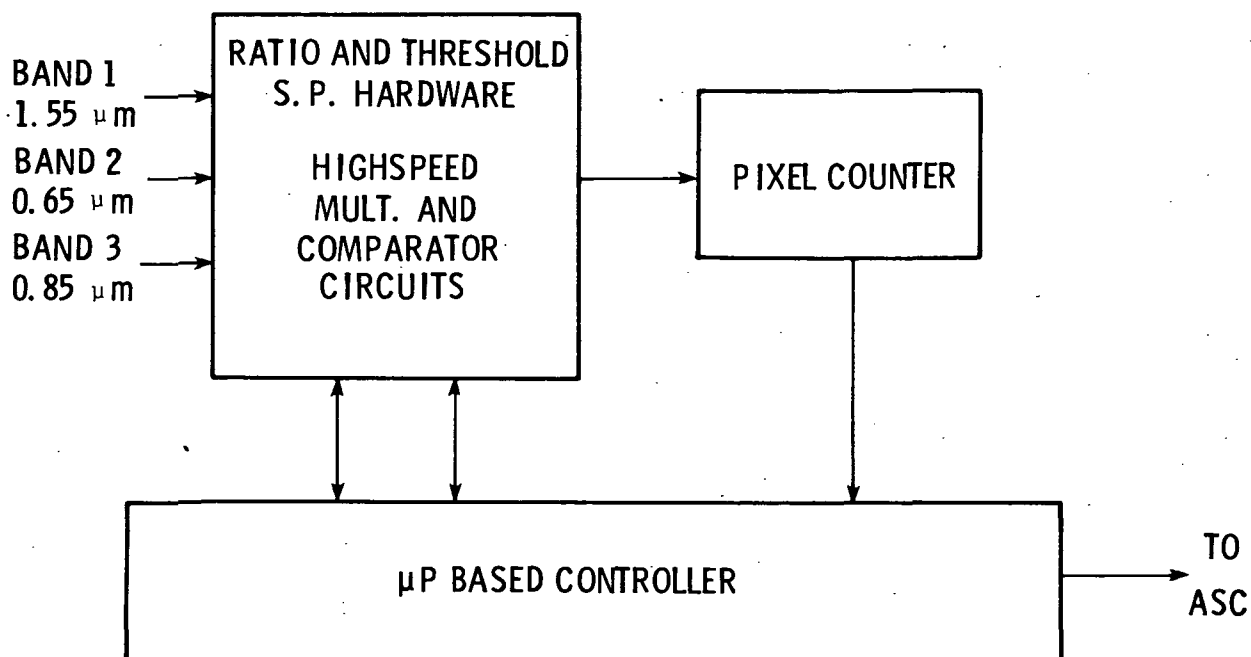 BAND 1
1.55 μm
BAND 2
0.65 μm
BAND 3
0.85 μm
RATIO AND THRESHOLD
S.P. HARDWARE
HIGHSPEED
MULT. AND
COMPARATOR
CIRCUITS
PIXEL COUNTER
μP BASED CONTROLLER
TO
ASC